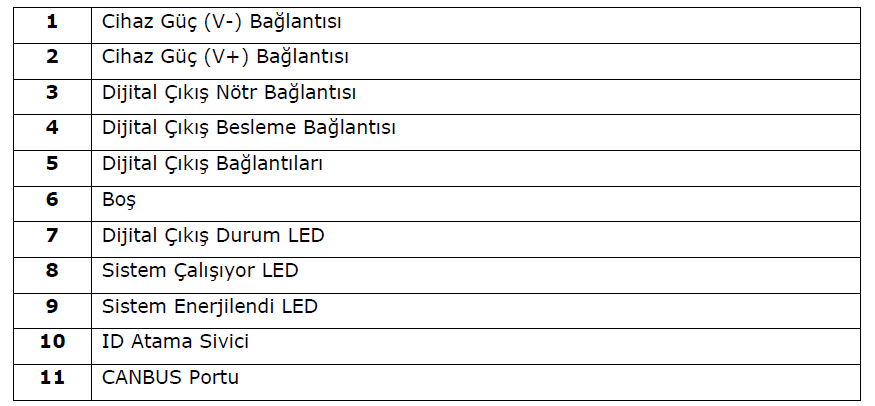 1 Cihaz Güç (V-) Bağlantısı
2 Cihaz Güç (V+) Bağlantısı
3 Dijital Çıkış Nötr Bağlantısı
4 Dijital Çıkış Besleme Bağlantısı
5 Dijital Çıkış Bağlantıları
6 Boş
7 Dijital Çıkış Durum LED
8 Sistem Çalışıyor LED
9 Sistem Enerjilendi LED
10 ID Atama Sivici
11 CANBUS Portu